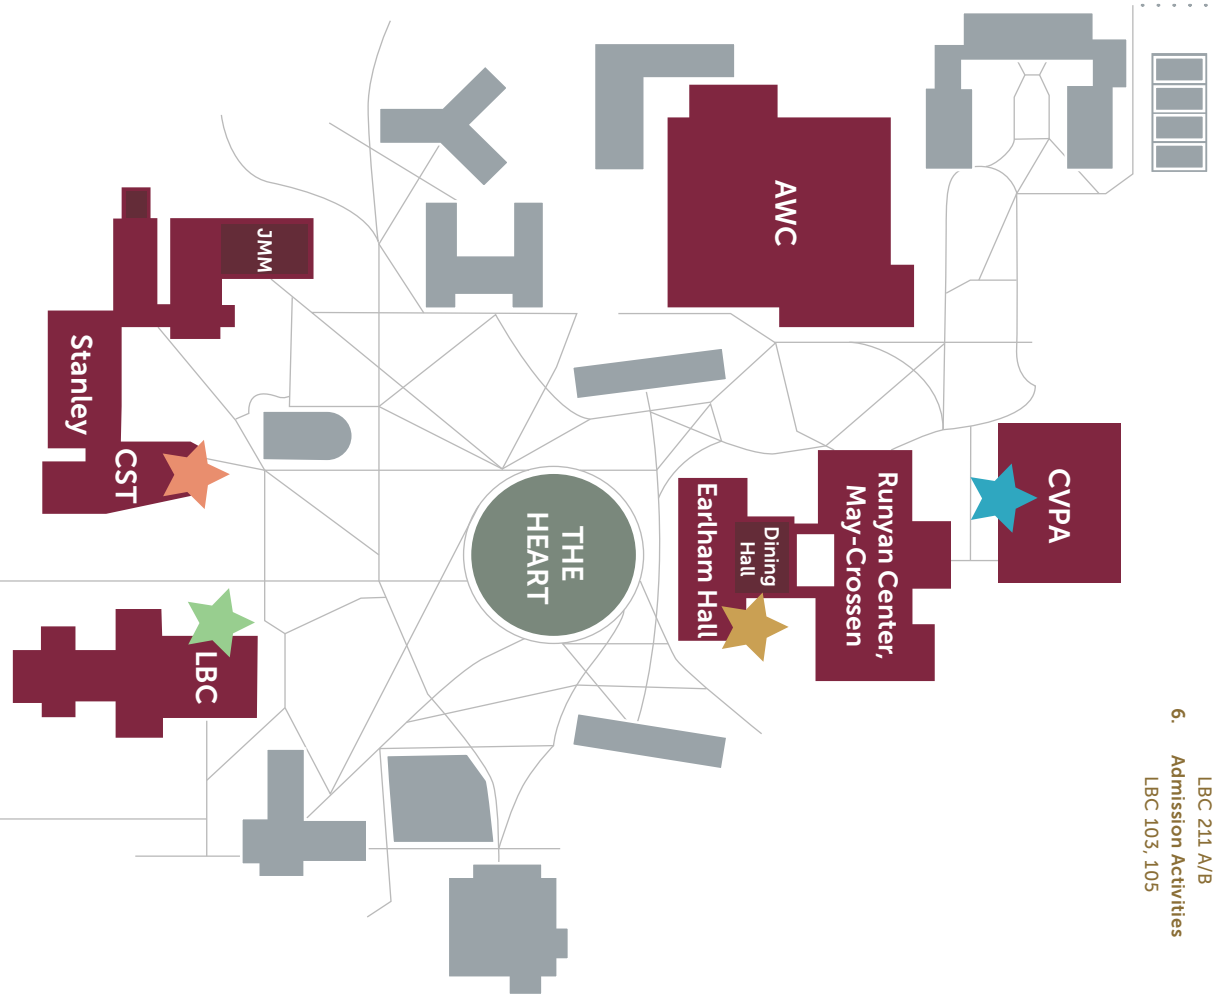 LBC 211 A/B
6. Admission Activities
LBC 103, 105
CVPA
Runyan Center,
May-Crossen
AWC
Dining
Hall
Earlham Hall
THE
HEART
JMM
LBC
CST
Stanley